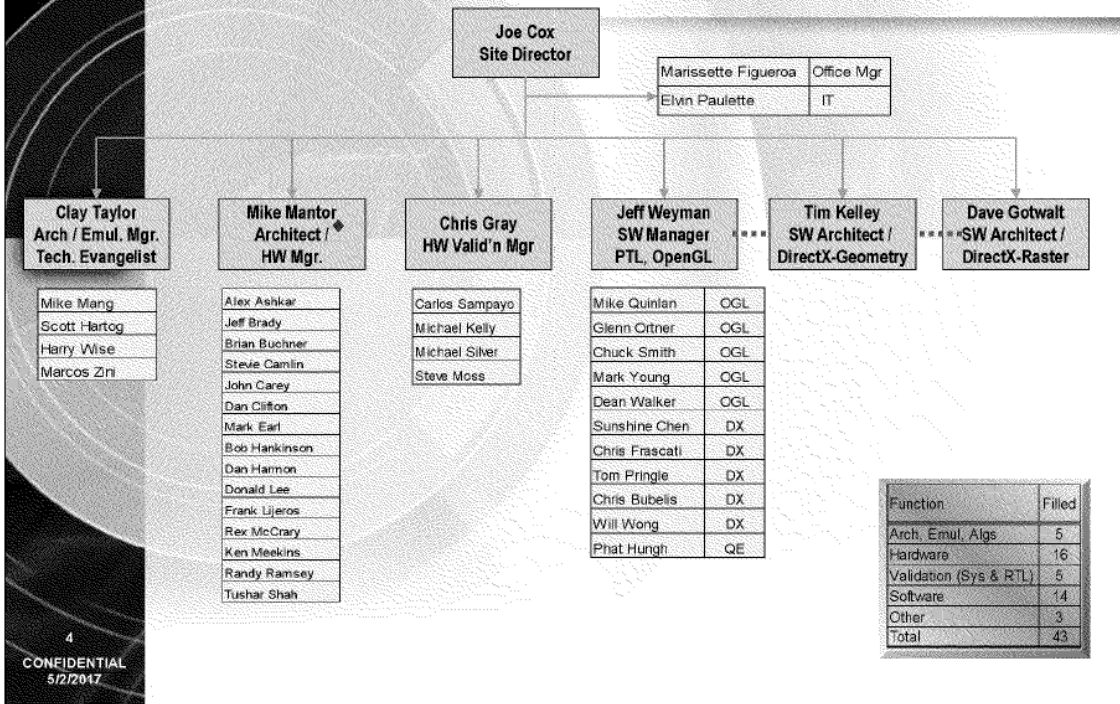 Joe Cox
Site Director
Marissette Figueroa Office Mgr
Elvin Paulette IT
Clay Taylor
Arch / Emul. Mgr.
Tech. Evangelist
Mike Mantor
Architect /
HW Mgr.
Chris Gray
HW Valid'n Mgr
Jeff Weyman
SW Manager
PTL, OpenGL
Tim Kelley
SW Architect /
DirectX-Geometry
Dave Gotwalt
SW Architect /
DirectX-Raster
Mike Mang
Scott Hartog
Harry Wise
Marcos Zini
Alex Ashkar
Jeff Brady
Brian Buchner
Stevie Camlin
John Carey
Dan Clifton
Mark Earl
Bob Hankinson
Dan Harmon
Donald Lee
Frank Lijeros
Rex McCrary
Ken Meekins
Randy Ramsey
Tushar Shah
Carlos Sampayo
Michael Kelly
Michael Silver
Steve Moss
Mike Quinlan OGL
Glenn Ortner OGL
Chuck Smith OGL
Mark Young OGL
Dean Walker OGL
Sunshine Chen DX
Chris Frascati DX
Tom Pringle DX
Chris Bubelis DX
Will Wong DX
Phat Hungh QE
Function Filled
Arch, Emul, Algs 5
Hardware 16
Validation (Sys & RTL) 5
Software 14
Other 3
Total 43
4
CONFIDENTIAL
5/2/2017